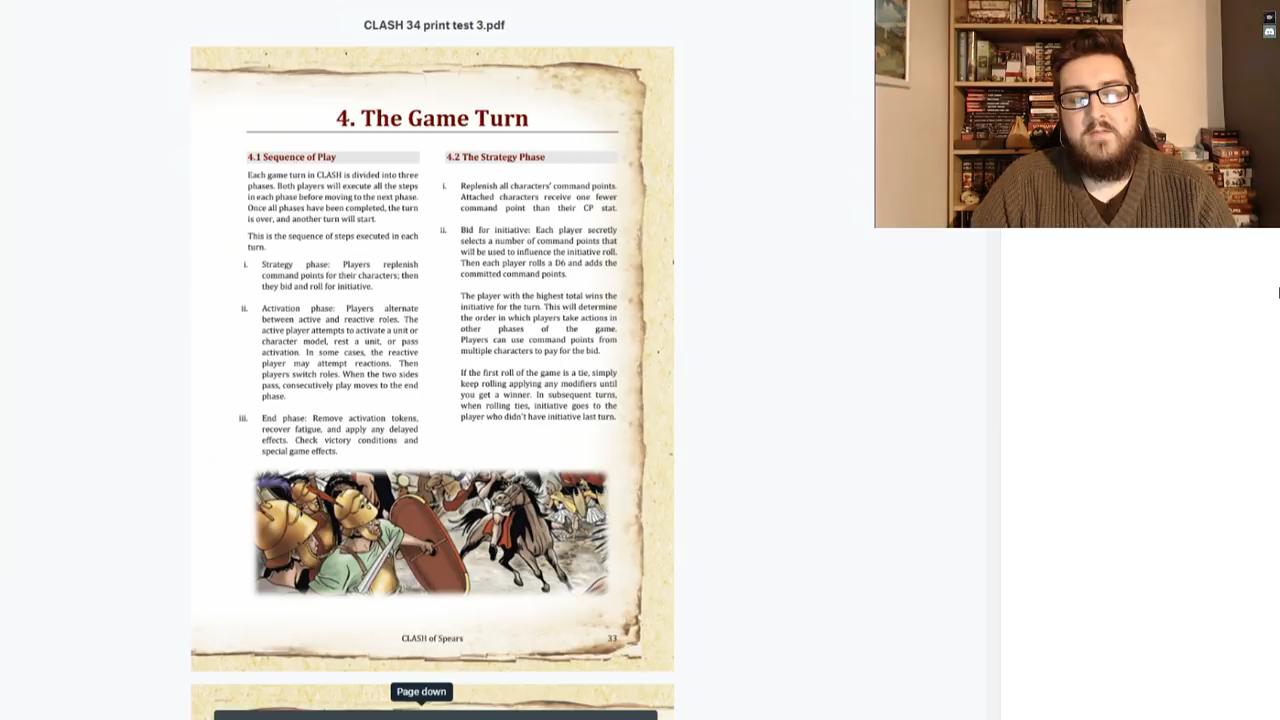 CLASH 34 print test 3.pdf
4. The Game Turn
4.1 Sequence of Play
Each game turn in CLASH is divided into three
phases. Both players will execute all the steps
in each phase before moving to the next phase.
Once all phases have been completed, the turn
is over, and another turn will start.
This is the sequence of steps executed in each
turn.
i. Strategy phase: Players replenish
command points for their characters; then
they bid and roll for initiative.
ii. Activation phase: Players alternate
between active and reactive roles. The
active player attempts to activate a unit or
character model, rest a unit, or pass
activation. In some cases, the reactive
player may attempt reactions. Then
players switch roles. When the two sides
pass, consecutively play moves to the end
phase.
iii. End phase: Remove activation tokens,
recover fatigue, and apply any delayed
effects. Check victory conditions and
special game effects.
4.2 The Strategy Phase
i. Replenish all characters' command points.
Attached characters receive one fewer
command point than their CP stat.
ii. Bid for initiative: Each player secretly
selects a number of command points that
will be used to influence the initiative roll.
Then each player rolls a D6 and adds the
committed command points.
The player with the highest total wins the
initiative for the turn. This will determine
the order in which players take actions in
other phases of the game.
Players can use command points from
multiple characters to pay for the bid.
If the first roll of the game is a tie, simply
keep rolling applying any modifiers until
you get a winner. In subsequent turns,
when rolling ties, initiative goes to the
player who didn't have initiative last turn.
CLASH of Spears
33
Page down